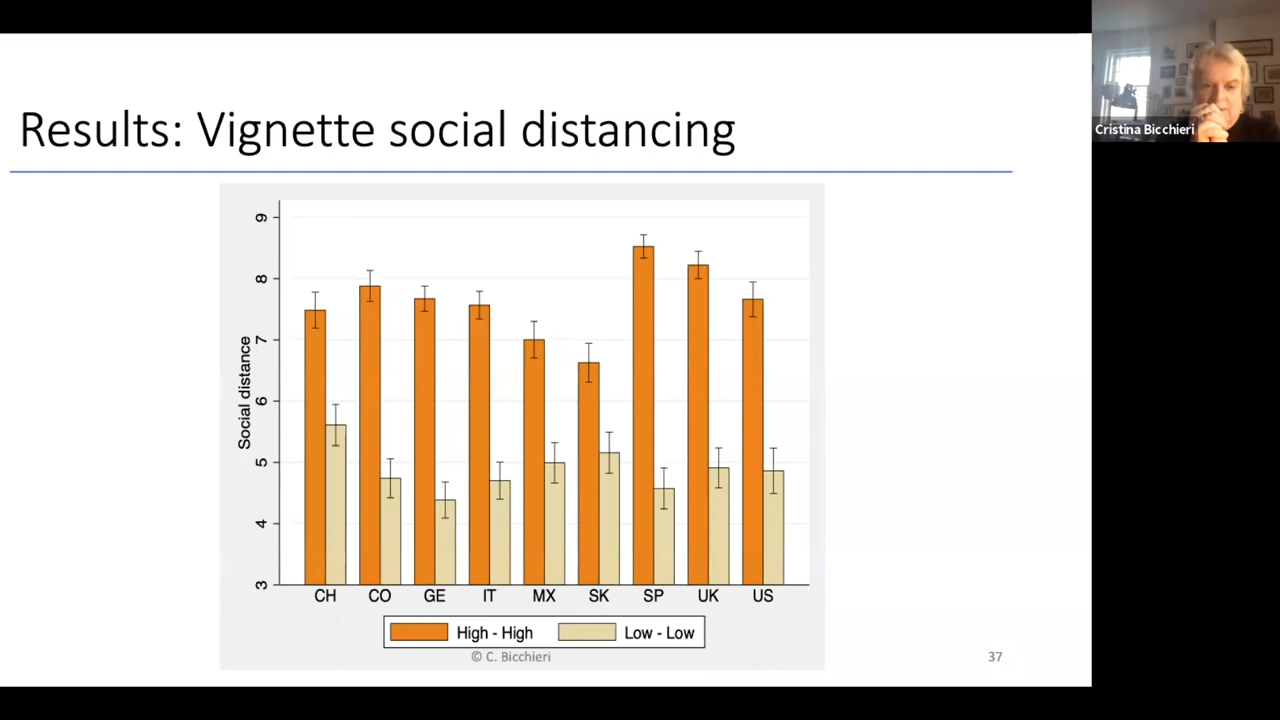 Results: Vignette social distancing
Cristina Bicchieri
Social distance
9
8
7
6
5
4
3
CH CO GE IT MX SK SP UK US
High - High Low - Low
© C. Bicchieri
37